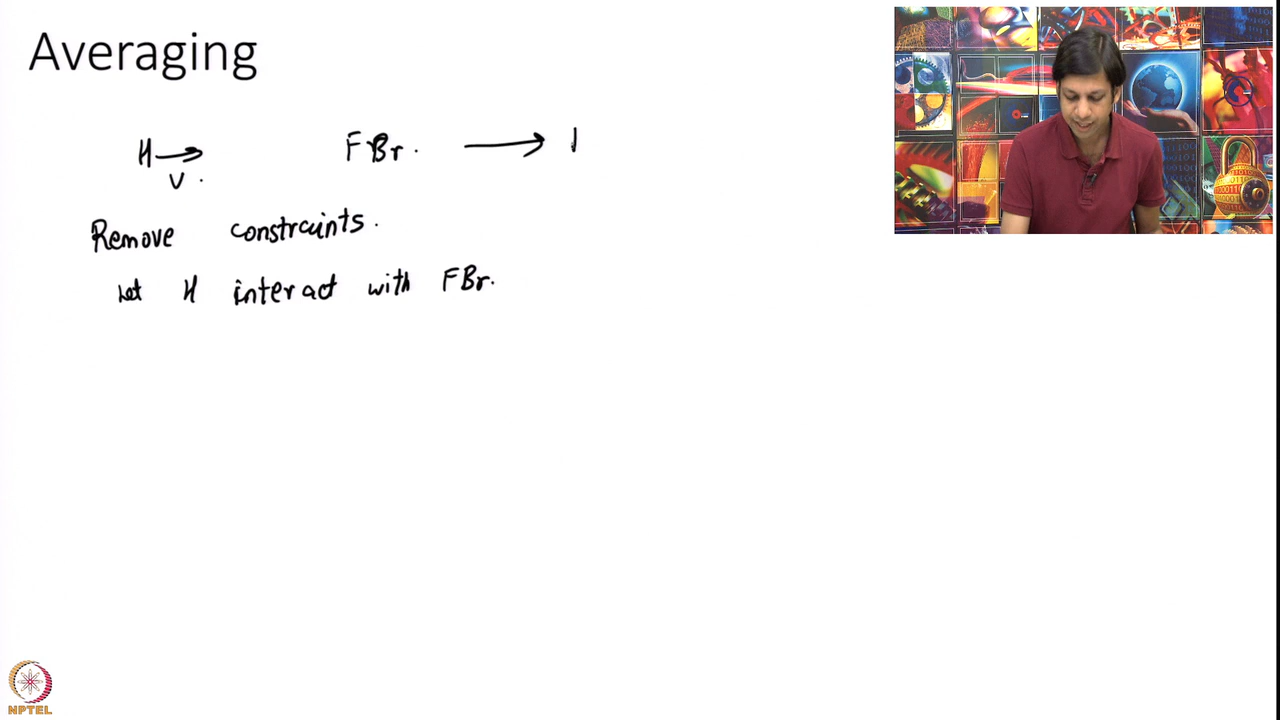 Averaging
H → FBr. → H
v.
Remove constraints.
Let H interact with FBr.
NPTEL